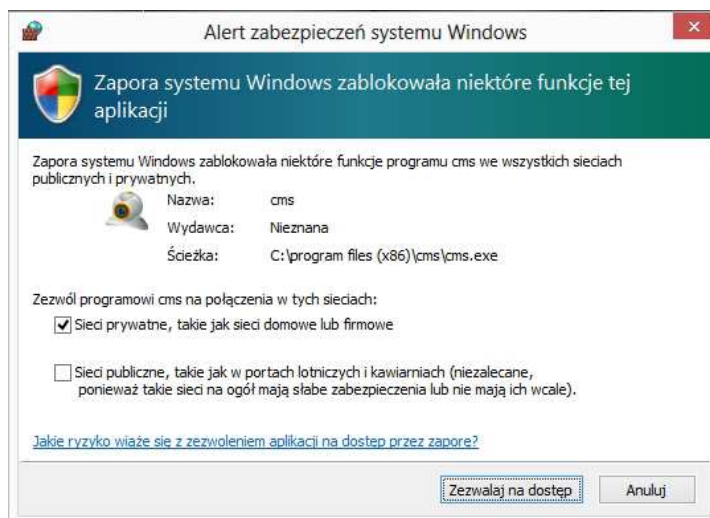 Alert zabezpieczeń systemu Windows
Zapora systemu Windows zablokowała niektóre funkcje tej
aplikacji
Zapora systemu Windows zablokowała niektóre funkcje programu cms we wszystkich sieciach
publicznych i prywatnych.
Nazwa: cms
Wydawca: Nieznana
Ścieżka: C:\program files (x86)\cms\cms.exe
Zezwól programowi cms na połączenia w tych sieciach:
Sieci prywatne, takie jak sieci domowe lub firmowe
Sieci publiczne, takie jak w portach lotniczych i kawiarniach (niezalecane,
ponieważ takie sieci na ogół mają słabe zabezpieczenia lub nie mają ich wcale).
Jakie ryzyko wiąże się z zezwoleniem aplikacji na dostęp przez zaporę?
Zezwalaj na dostęp Anuluj